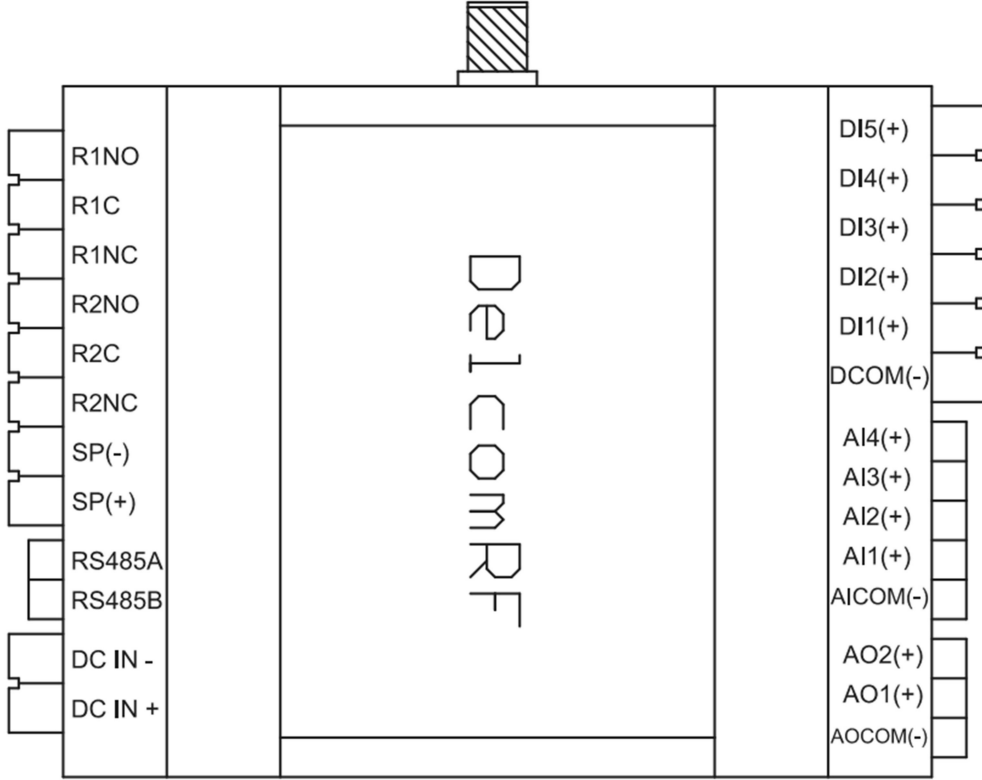 R1NO
R1C
R1NC
R2NO
R2C
R2NC
SP(-)
SP(+)
RS485A
RS485B
DC IN -
DC IN +
DelcomRF
DI5(+)
DI4(+)
DI3(+)
DI2(+)
DI1(+)
DCOM(-)
AI4(+)
AI3(+)
AI2(+)
AI1(+)
AICOM(-)
AO2(+)
AO1(+)
AOCOM(-)